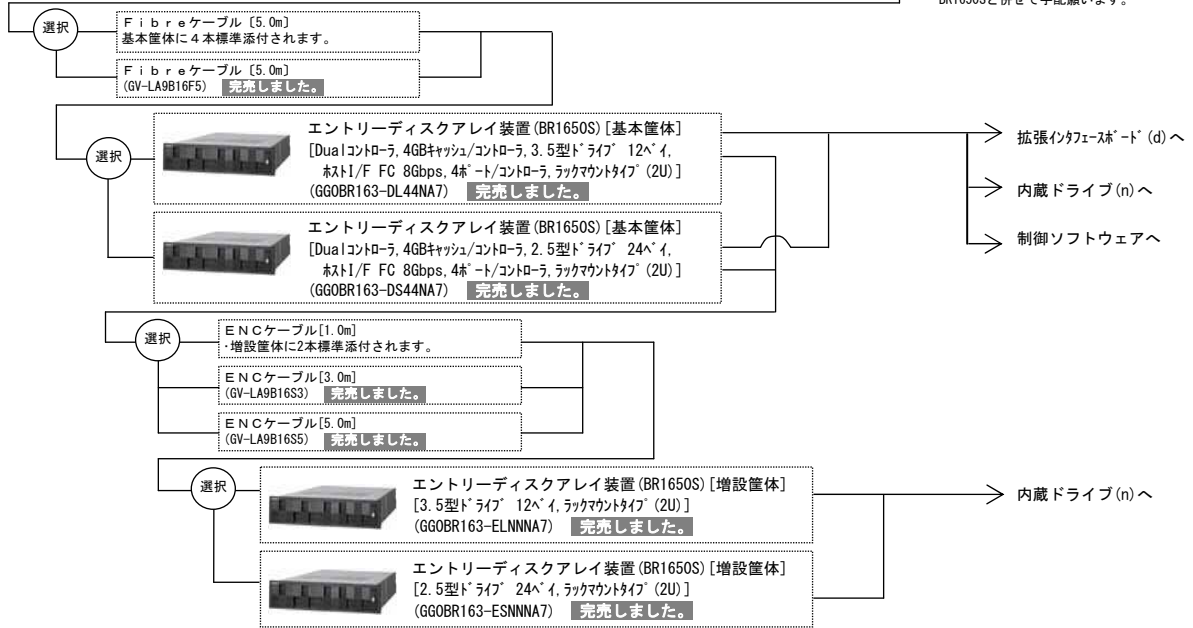 BR1650Sと併せて手配願います。
選択
Ｆｉｂｒｅケーブル〔5.0m〕
基本筐体に４本標準添付されます。
Ｆｉｂｒｅケーブル〔5.0m〕
(GV-LA9B16F5) 完売しました。
選択
エントリーディスクアレイ装置(BR1650S)[基本筐体]
[Dualコントローラ,4GBキャッシュ/コントローラ,3.5型ドライブ 12ベイ,
ホストI/F FC 8Gbps,4ポート/コントローラ,ラックマウントタイプ(2U)]
(GGOBR163-DL44NA7) 完売しました。
エントリーディスクアレイ装置(BR1650S)[基本筐体]
[Dualコントローラ,4GBキャッシュ/コントローラ,2.5型ドライブ 24ベイ,
ホストI/F FC 8Gbps,4ポート/コントローラ,ラックマウントタイプ(2U)]
(GGOBR163-DS44NA7) 完売しました。
拡張インタフェースボード(d)へ
内蔵ドライブ(n)へ
制御ソフトウェアへ
選択
ＥＮＣケーブル[1.0m]
･増設筐体に2本標準添付されます。
ＥＮＣケーブル[3.0m]
(GV-LA9B16S3) 完売しました。
ＥＮＣケーブル[5.0m]
(GV-LA9B16S5) 完売しました。
選択
エントリーディスクアレイ装置(BR1650S)[増設筐体]
[3.5型ドライブ 12ベイ,ラックマウントタイプ(2U)]
(GGOBR163-ELNNNA7) 完売しました。
エントリーディスクアレイ装置(BR1650S)[増設筐体]
[2.5型ドライブ 24ベイ,ラックマウントタイプ(2U)]
(GGOBR163-ESNNNA7) 完売しました。
内蔵ドライブ(n)へ